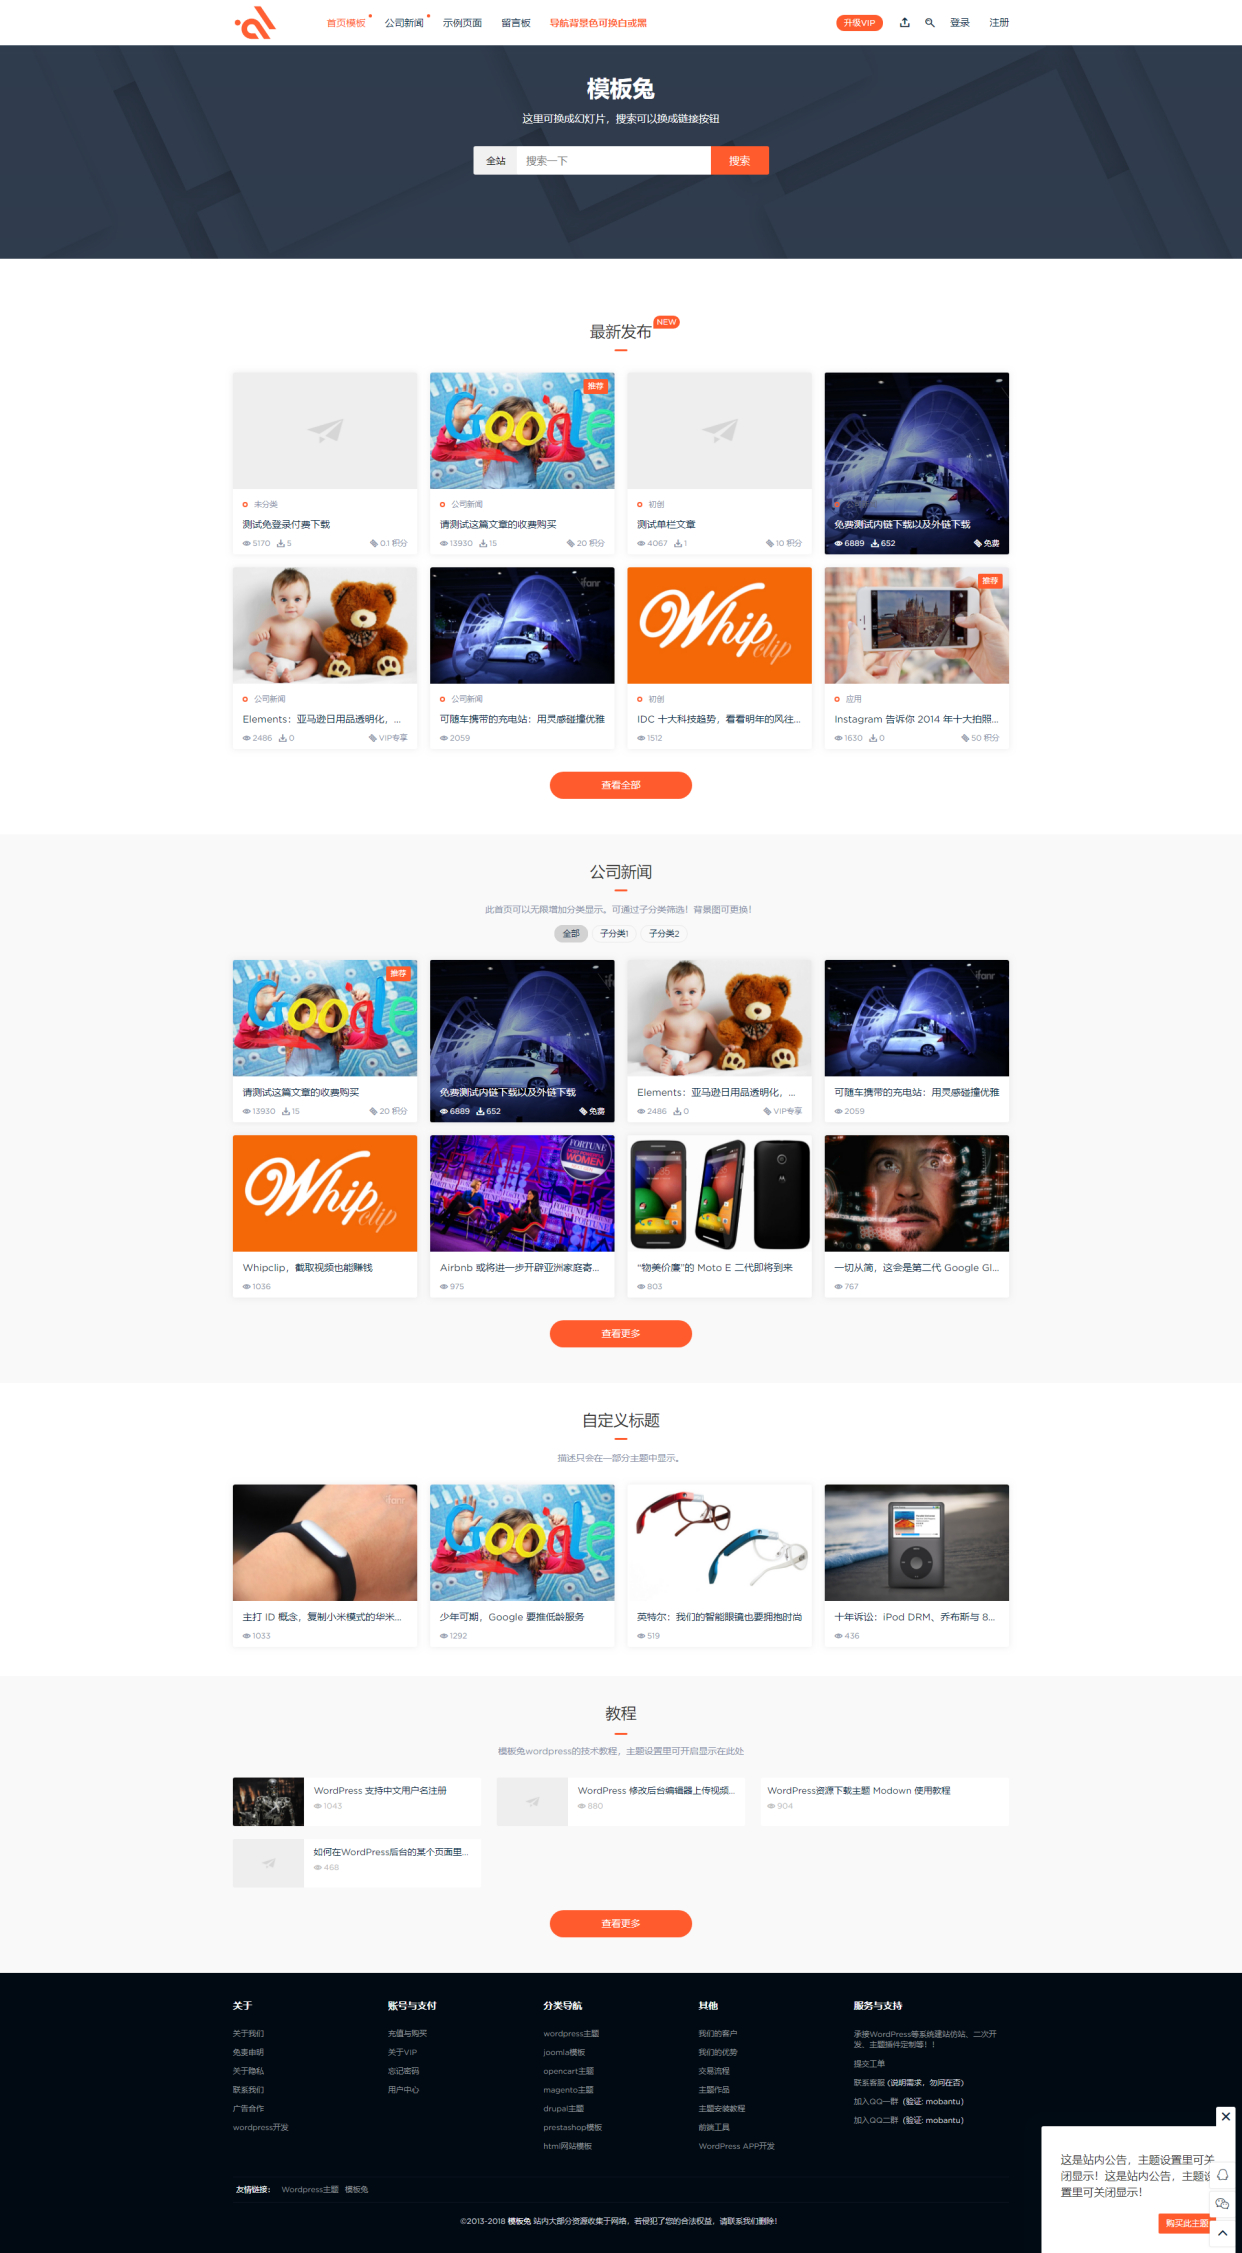 首页模板 公司新闻 示例页面 留言板 导航背景色可换白或黑 升级VIP 登录 注册
模板兔
这里可换成幻灯片，搜索可以换成链接按钮
全站 搜索一下 搜索
最新发布 NEW
推荐
Google
未分类 公司新闻 初创
测试免登录付费下载 请测试这篇文章的收费购买 测试单栏文章 免费测试内链下载以及外链下载
5170 5 0.1 积分 13930 15 20 积分 4067 1 10 积分 6889 652 免费
ifanr Whip clip 推荐
公司新闻 公司新闻 初创 应用
Elements：亚马逊日用品透明化，... 可随车携带的充电站：用灵感碰撞优雅 IDC 十大科技趋势，看看明年的风往... Instagram 告诉你 2014 年十大拍照...
2486 0 VIP专享 2059 1512 1630 0 50 积分
查看全部
公司新闻
此首页可以无限增加分类显示。可通过子分类筛选！背景图可更换！
全部 子分类1 子分类2
推荐 ifanr
Google
请测试这篇文章的收费购买 免费测试内链下载以及外链下载 Elements：亚马逊日用品透明化，... 可随车携带的充电站：用灵感碰撞优雅
13930 15 20 积分 6889 652 免费 2486 0 VIP专享 2059
Whip clip FORTUNE WOMEN 11:35
Whipclip，截取视频也能赚钱 Airbnb 或将进一步开辟亚洲家庭寄... “物美价廉”的 Moto E 二代即将到来 一切从简，这会是第二代 Google Gl...
1036 975 803 767
查看更多
自定义标题
描述只会在一部分主题中显示。
ifanr Google
主打 ID 概念，复制小米模式的华米... 少年可期，Google 要推低龄服务 英特尔：我们的智能眼镜也要拥抱时尚 十年诉讼：iPod DRM、乔布斯与 8...
1033 1292 519 436
教程
模板兔wordpress的技术教程，主题设置里可开启显示在此处
WordPress 支持中文用户名注册 WordPress 修改后台编辑器上传视频... WordPress资源下载主题 Modown 使用教程
1043 880 904
如何在WordPress后台的某个页面里...
468
查看更多
关于 账号与支付 分类导航 其他 服务与支持
关于我们 充值与购买 wordpress主题 我们的客户 承接WordPress等系统建站仿站、二次开发、主题插件定制等！！
免责申明 关于VIP joomla模板 我们的优势 提交工单
关于隐私 忘记密码 opencart主题 交易流程 联系客服 (说明需求，勿问在否)
联系我们 用户中心 magento主题 主题作品 加入QQ一群 (验证: mobantu)
广告合作 drupal主题 主题安装教程 加入QQ二群 (验证: mobantu)
wordpress开发 prestashop模板 前端工具
html网站模板 WordPress APP开发
友情链接： Wordpress主题 模板兔
©2013-2018 模板兔 站内大部分资源收集于网络，若侵犯了您的合法权益，请联系我们删除！
这是站内公告，主题设置里可关
闭显示！这是站内公告，主题设
置里可关闭显示！
购买此主题